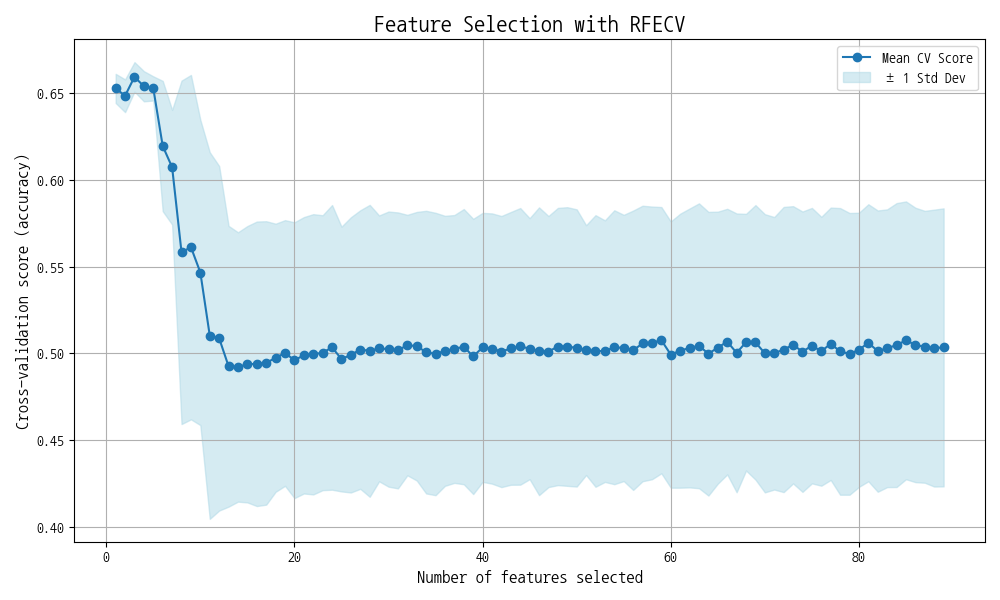 Feature Selection with RFECV
Mean CV Score
± 1 Std Dev
Cross-validation score (accuracy)
0.65
0.60
0.55
0.50
0.45
0.40
0 20 40 60 80
Number of features selected